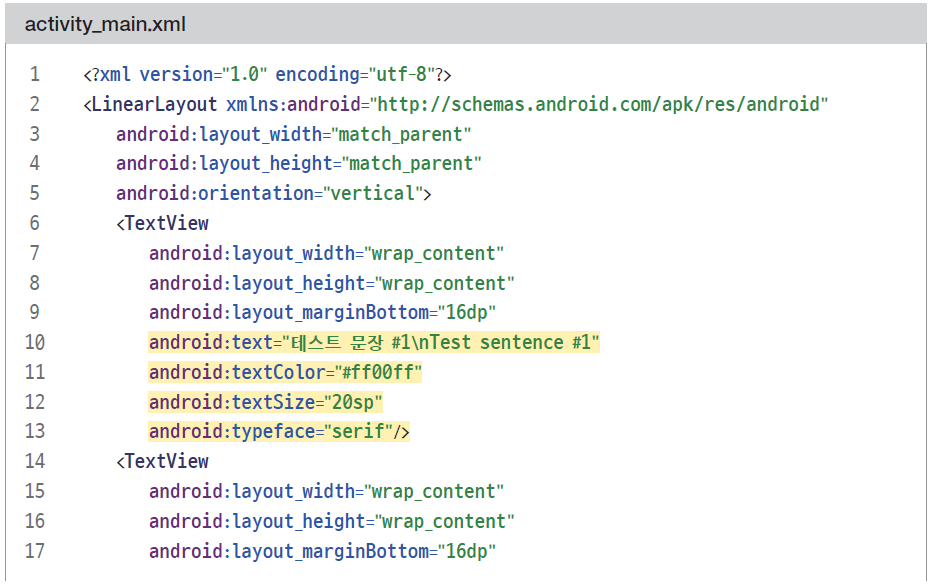 activity_main.xml
1 <?xml version="1.0" encoding="utf-8"?>
2 <LinearLayout xmlns:android="http://schemas.android.com/apk/res/android"
3 android:layout_width="match_parent"
4 android:layout_height="match_parent"
5 android:orientation="vertical">
6 <TextView
7 android:layout_width="wrap_content"
8 android:layout_height="wrap_content"
9 android:layout_marginBottom="16dp"
10 android:text="테스트 문장 #1\nTest sentence #1"
11 android:textColor="#ff00ff"
12 android:textSize="20sp"
13 android:typeface="serif"/>
14 <TextView
15 android:layout_width="wrap_content"
16 android:layout_height="wrap_content"
17 android:layout_marginBottom="16dp"